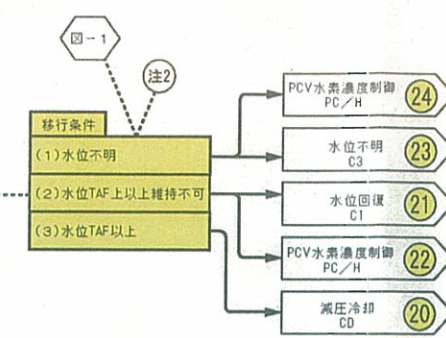 図-1
注2
移行条件
(1)水位不明
(2)水位TAF上以上維持不可
(3)水位TAF以上
PCV水素濃度制御
PC/H
24
水位不明
C3
23
水位回復
C1
21
PCV水素濃度制御
PC/H
22
減圧冷却
CD
20